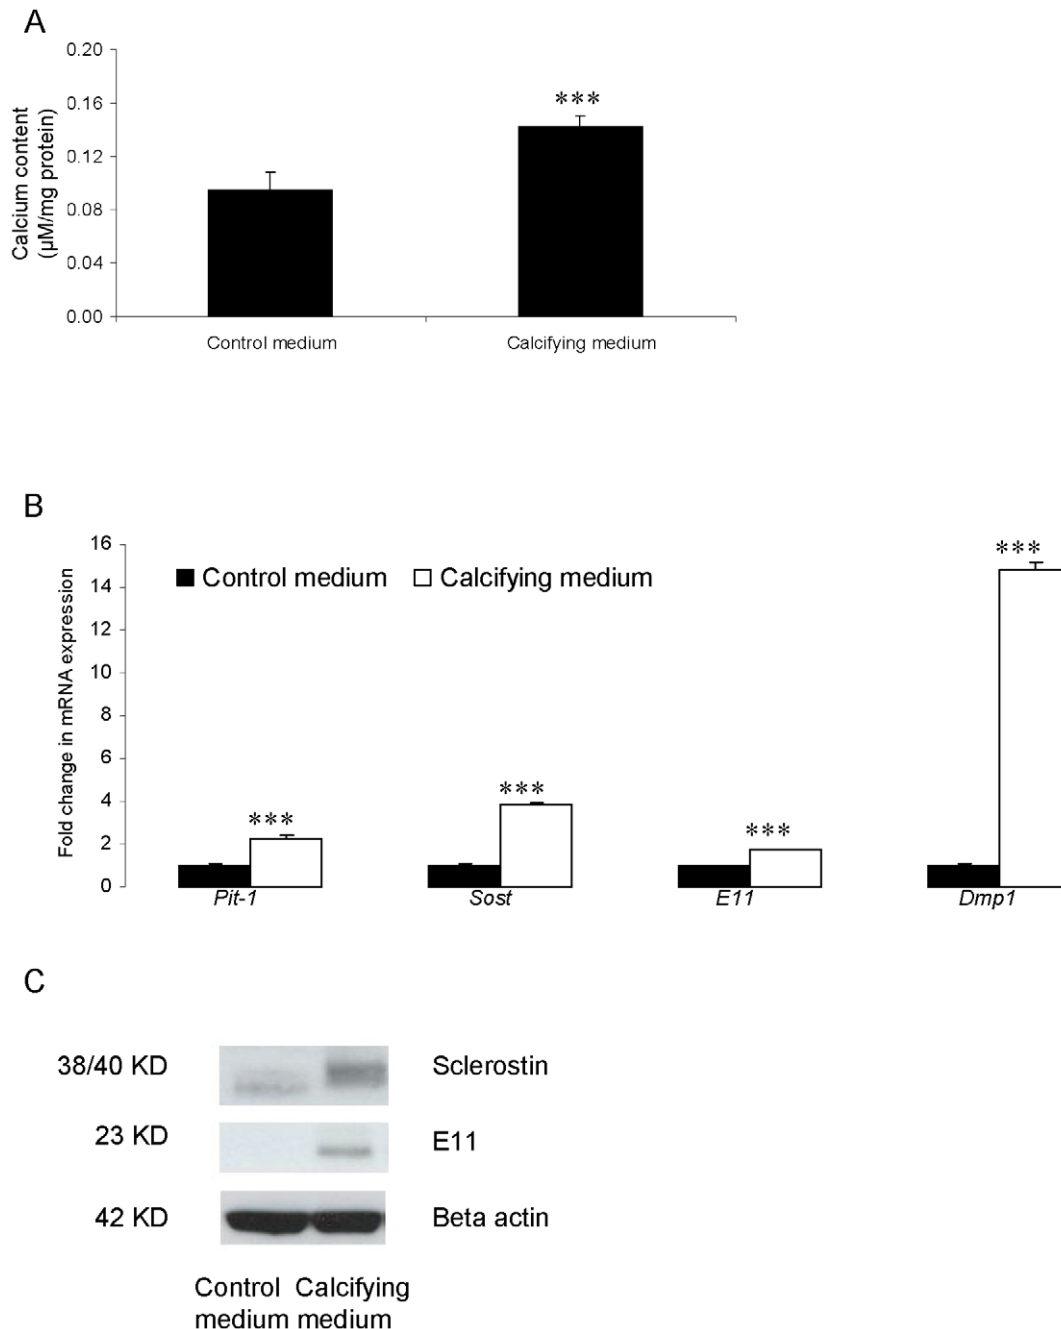 A
0.20
0.16
0.12
0.08
0.04
0.00
Calcium content
(µM/mg protein)
***
Control medium
Calcifying medium
B
16
14
12
10
8
6
4
2
0
Fold change in mRNA expression
Control medium
Calcifying medium
***
***
***
***
Pit-1
Sost
E11
Dmp1
C
38/40 KD
Sclerostin
23 KD
E11
42 KD
Beta actin
Control Calcifying
medium medium